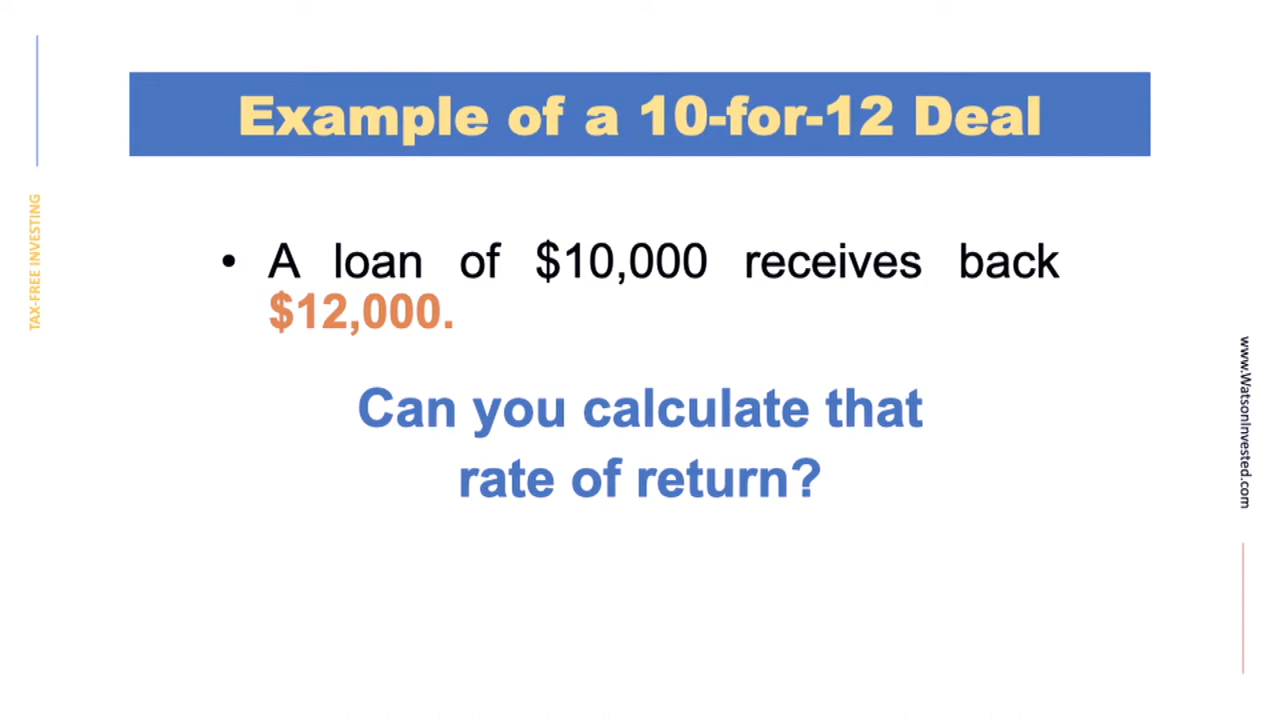 Example of a 10-for-12 Deal
TAX-FREE INVESTING
• A loan of $10,000 receives back
$12,000.
Can you calculate that
rate of return?
www.WatsonInvested.com